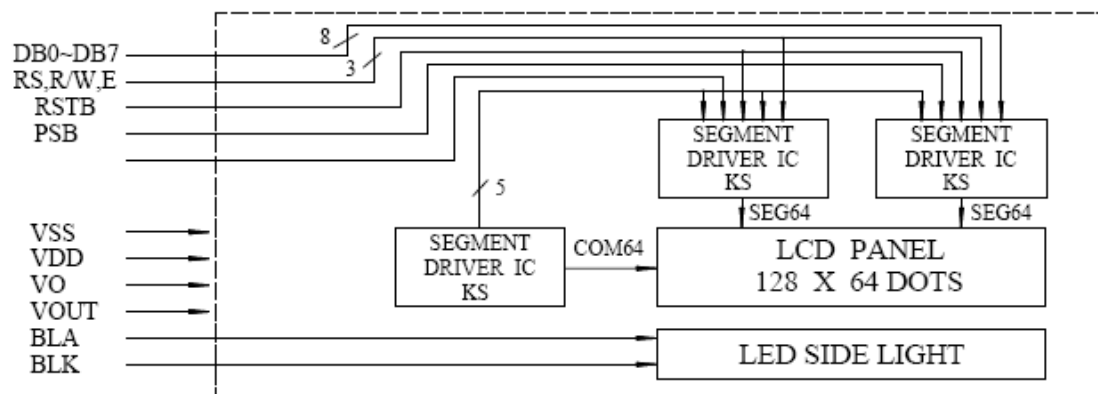 8
DB0~DB7
3
RS,R/W,E
RSTB
PSB
SEGMENT
DRIVER IC
KS
SEGMENT
DRIVER IC
KS
5
SEG64
SEG64
VSS
VDD
VO
VOUT
BLA
BLK
SEGMENT
DRIVER IC
KS
COM64
LCD PANEL
128 X 64 DOTS
LED SIDE LIGHT